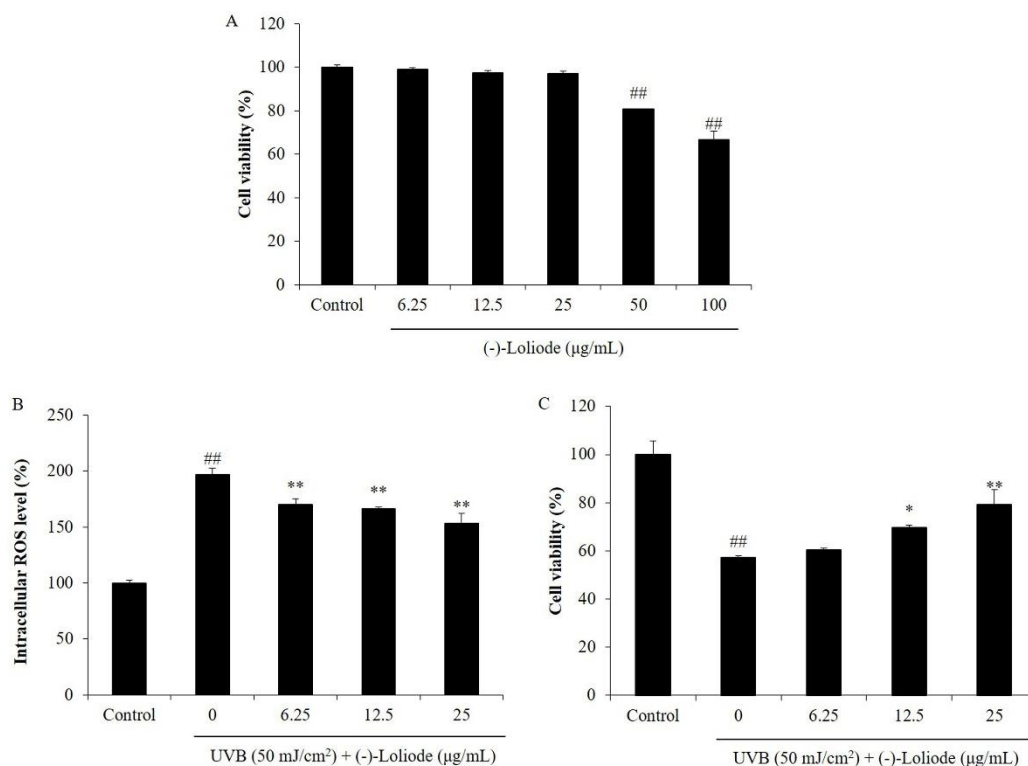 A
120
100
80
60
40
20
0
Cell viability (%)
##
##
Control 6.25 12.5 25 50 100
(-)-Loliode (µg/mL)
B
250
200
150
100
50
0
Intracellular ROS level (%)
##
**
**
**
Control 0 6.25 12.5 25
UVB (50 mJ/cm²) + (-)-Loliode (µg/mL)
C
120
100
80
60
40
20
0
Cell viability (%)
##
*
**
Control 0 6.25 12.5 25
UVB (50 mJ/cm²) + (-)-Loliode (µg/mL)